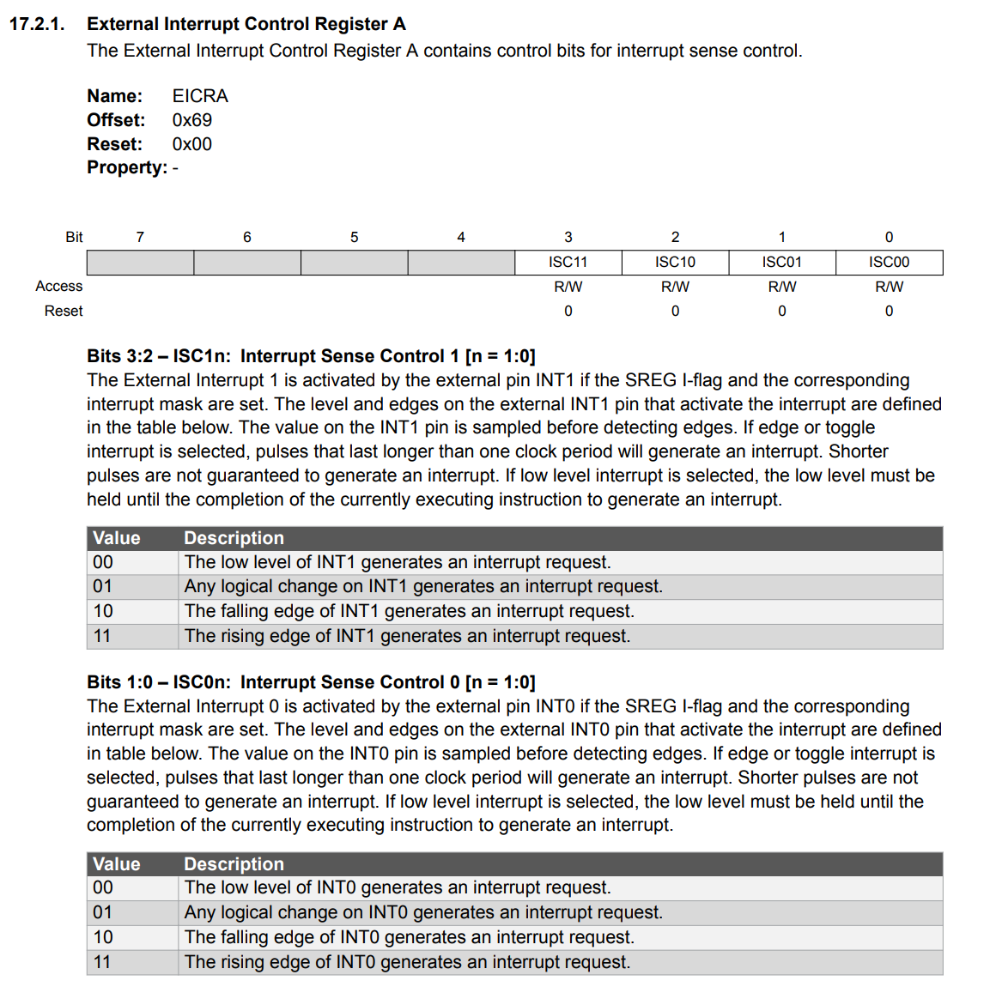 17.2.1. External Interrupt Control Register A
The External Interrupt Control Register A contains control bits for interrupt sense control.
Name: EICRA
Offset: 0x69
Reset: 0x00
Property: -
Bit 7 6 5 4 3 2 1 0
ISC11 ISC10 ISC01 ISC00
Access R/W R/W R/W R/W
Reset 0 0 0 0
Bits 3:2 – ISC1n: Interrupt Sense Control 1 [n = 1:0]
The External Interrupt 1 is activated by the external pin INT1 if the SREG I-flag and the corresponding
interrupt mask are set. The level and edges on the external INT1 pin that activate the interrupt are defined
in the table below. The value on the INT1 pin is sampled before detecting edges. If edge or toggle
interrupt is selected, pulses that last longer than one clock period will generate an interrupt. Shorter
pulses are not guaranteed to generate an interrupt. If low level interrupt is selected, the low level must be
held until the completion of the currently executing instruction to generate an interrupt.
Value Description
00 The low level of INT1 generates an interrupt request.
01 Any logical change on INT1 generates an interrupt request.
10 The falling edge of INT1 generates an interrupt request.
11 The rising edge of INT1 generates an interrupt request.
Bits 1:0 – ISC0n: Interrupt Sense Control 0 [n = 1:0]
The External Interrupt 0 is activated by the external pin INT0 if the SREG I-flag and the corresponding
interrupt mask are set. The level and edges on the external INT0 pin that activate the interrupt are defined
in table below. The value on the INT0 pin is sampled before detecting edges. If edge or toggle interrupt is
selected, pulses that last longer than one clock period will generate an interrupt. Shorter pulses are not
guaranteed to generate an interrupt. If low level interrupt is selected, the low level must be held until the
completion of the currently executing instruction to generate an interrupt.
Value Description
00 The low level of INT0 generates an interrupt request.
01 Any logical change on INT0 generates an interrupt request.
10 The falling edge of INT0 generates an interrupt request.
11 The rising edge of INT0 generates an interrupt request.